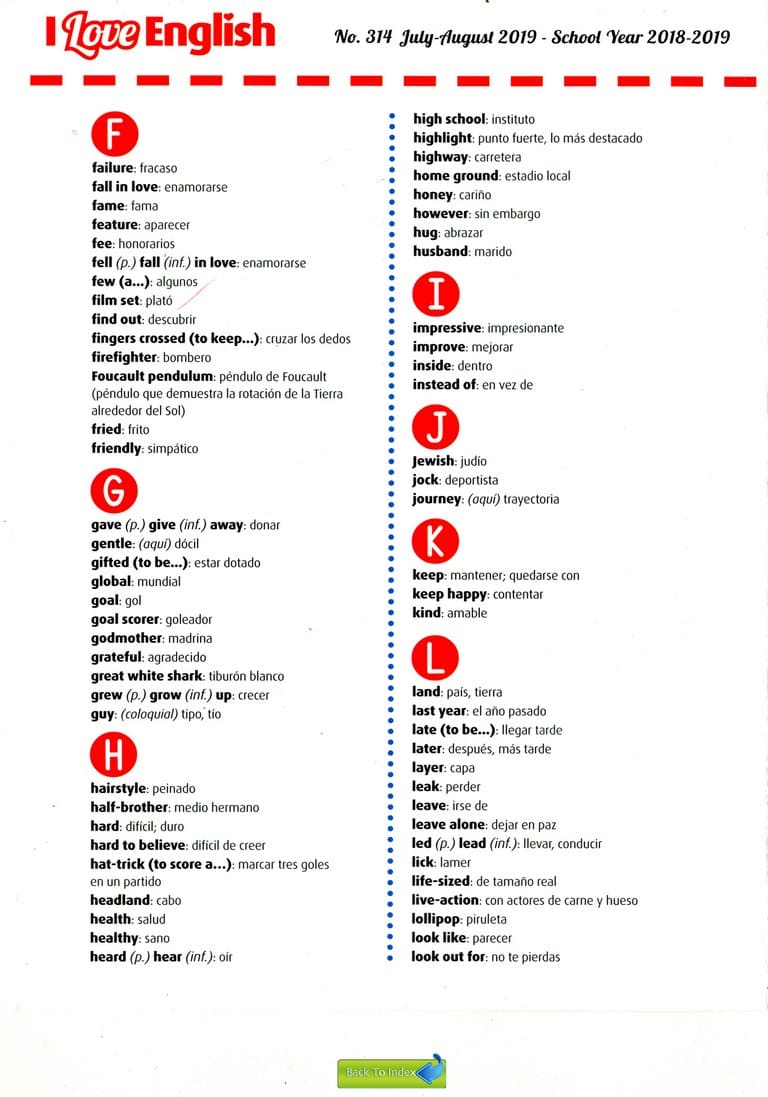 I Love English
No. 314 July-August 2019 - School Year 2018-2019
F
failure: fracaso
fall in love: enamorarse
fame: fama
feature: aparecer
fee: honorarios
fell (p.) fall (inf.) in love: enamorarse
few (a...): algunos
film set: plató
find out: descubrir
fingers crossed (to keep...): cruzar los dedos
firefighter: bombero
Foucault pendulum: péndulo de Foucault
(péndulo que demuestra la rotación de la Tierra
alrededor del Sol)
fried: frito
friendly: simpático
G
gave (p.) give (inf.) away: donar
gentle: (aquí) dócil
gifted (to be...): estar dotado
global: mundial
goal: gol
goal scorer: goleador
godmother: madrina
grateful: agradecido
great white shark: tiburón blanco
grew (p.) grow (inf.) up: crecer
guy: (coloquial) tipo, tío
H
hairstyle: peinado
half-brother: medio hermano
hard: difícil; duro
hard to believe: difícil de creer
hat-trick (to score a...): marcar tres goles
en un partido
headland: cabo
health: salud
healthy: sano
heard (p.) hear (inf.): oír
high school: instituto
highlight: punto fuerte, lo más destacado
highway: carretera
home ground: estadio local
honey: cariño
however: sin embargo
hug: abrazar
husband: marido
I
impressive: impresionante
improve: mejorar
inside: dentro
instead of: en vez de
J
Jewish: judío
jock: deportista
journey: (aquí) trayectoria
K
keep: mantener; quedarse con
keep happy: contentar
kind: amable
L
land: país, tierra
last year: el año pasado
late (to be...): llegar tarde
later: después, más tarde
layer: capa
leak: perder
leave: irse de
leave alone: dejar en paz
led (p.) lead (inf.): llevar, conducir
lick: lamer
life-sized: de tamaño real
live-action: con actores de carne y hueso
lollipop: piruleta
look like: parecer
look out for: no te pierdas
Back To Index